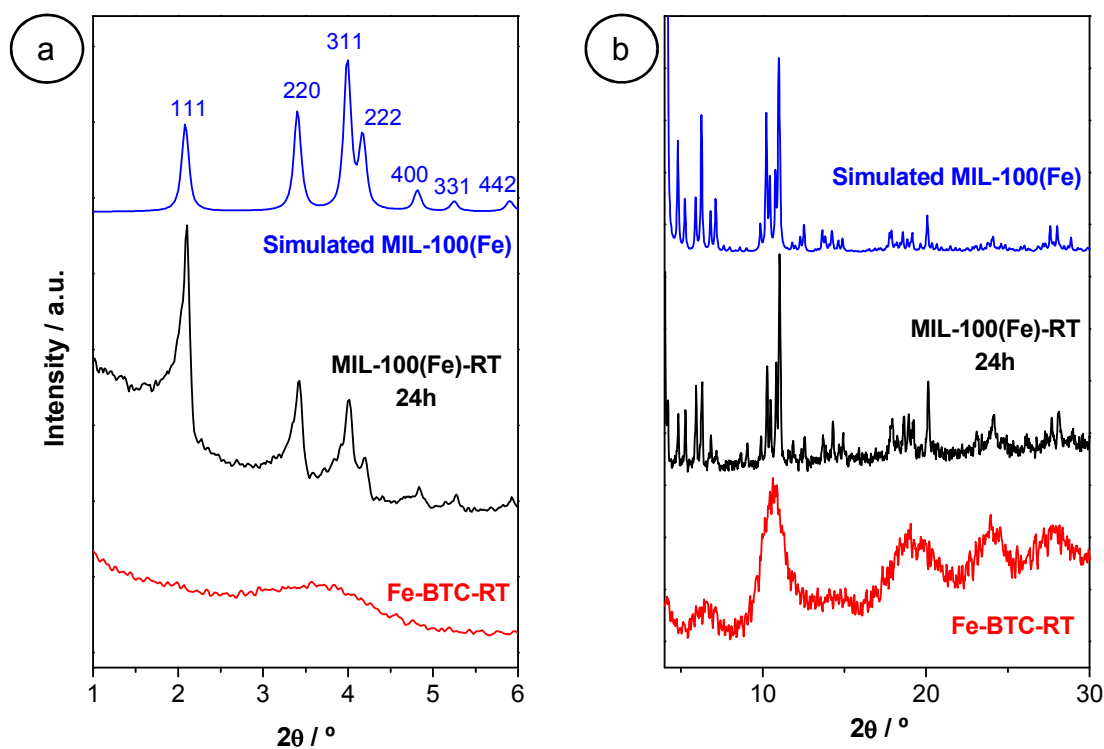 a
Intensity / a.u.
111
220
311
222
400
331
442
Simulated MIL-100(Fe)
MIL-100(Fe)-RT
24h
Fe-BTC-RT
1
2
3
4
5
6
2θ / º
b
Simulated MIL-100(Fe)
MIL-100(Fe)-RT
24h
Fe-BTC-RT
10
20
30
2θ / º